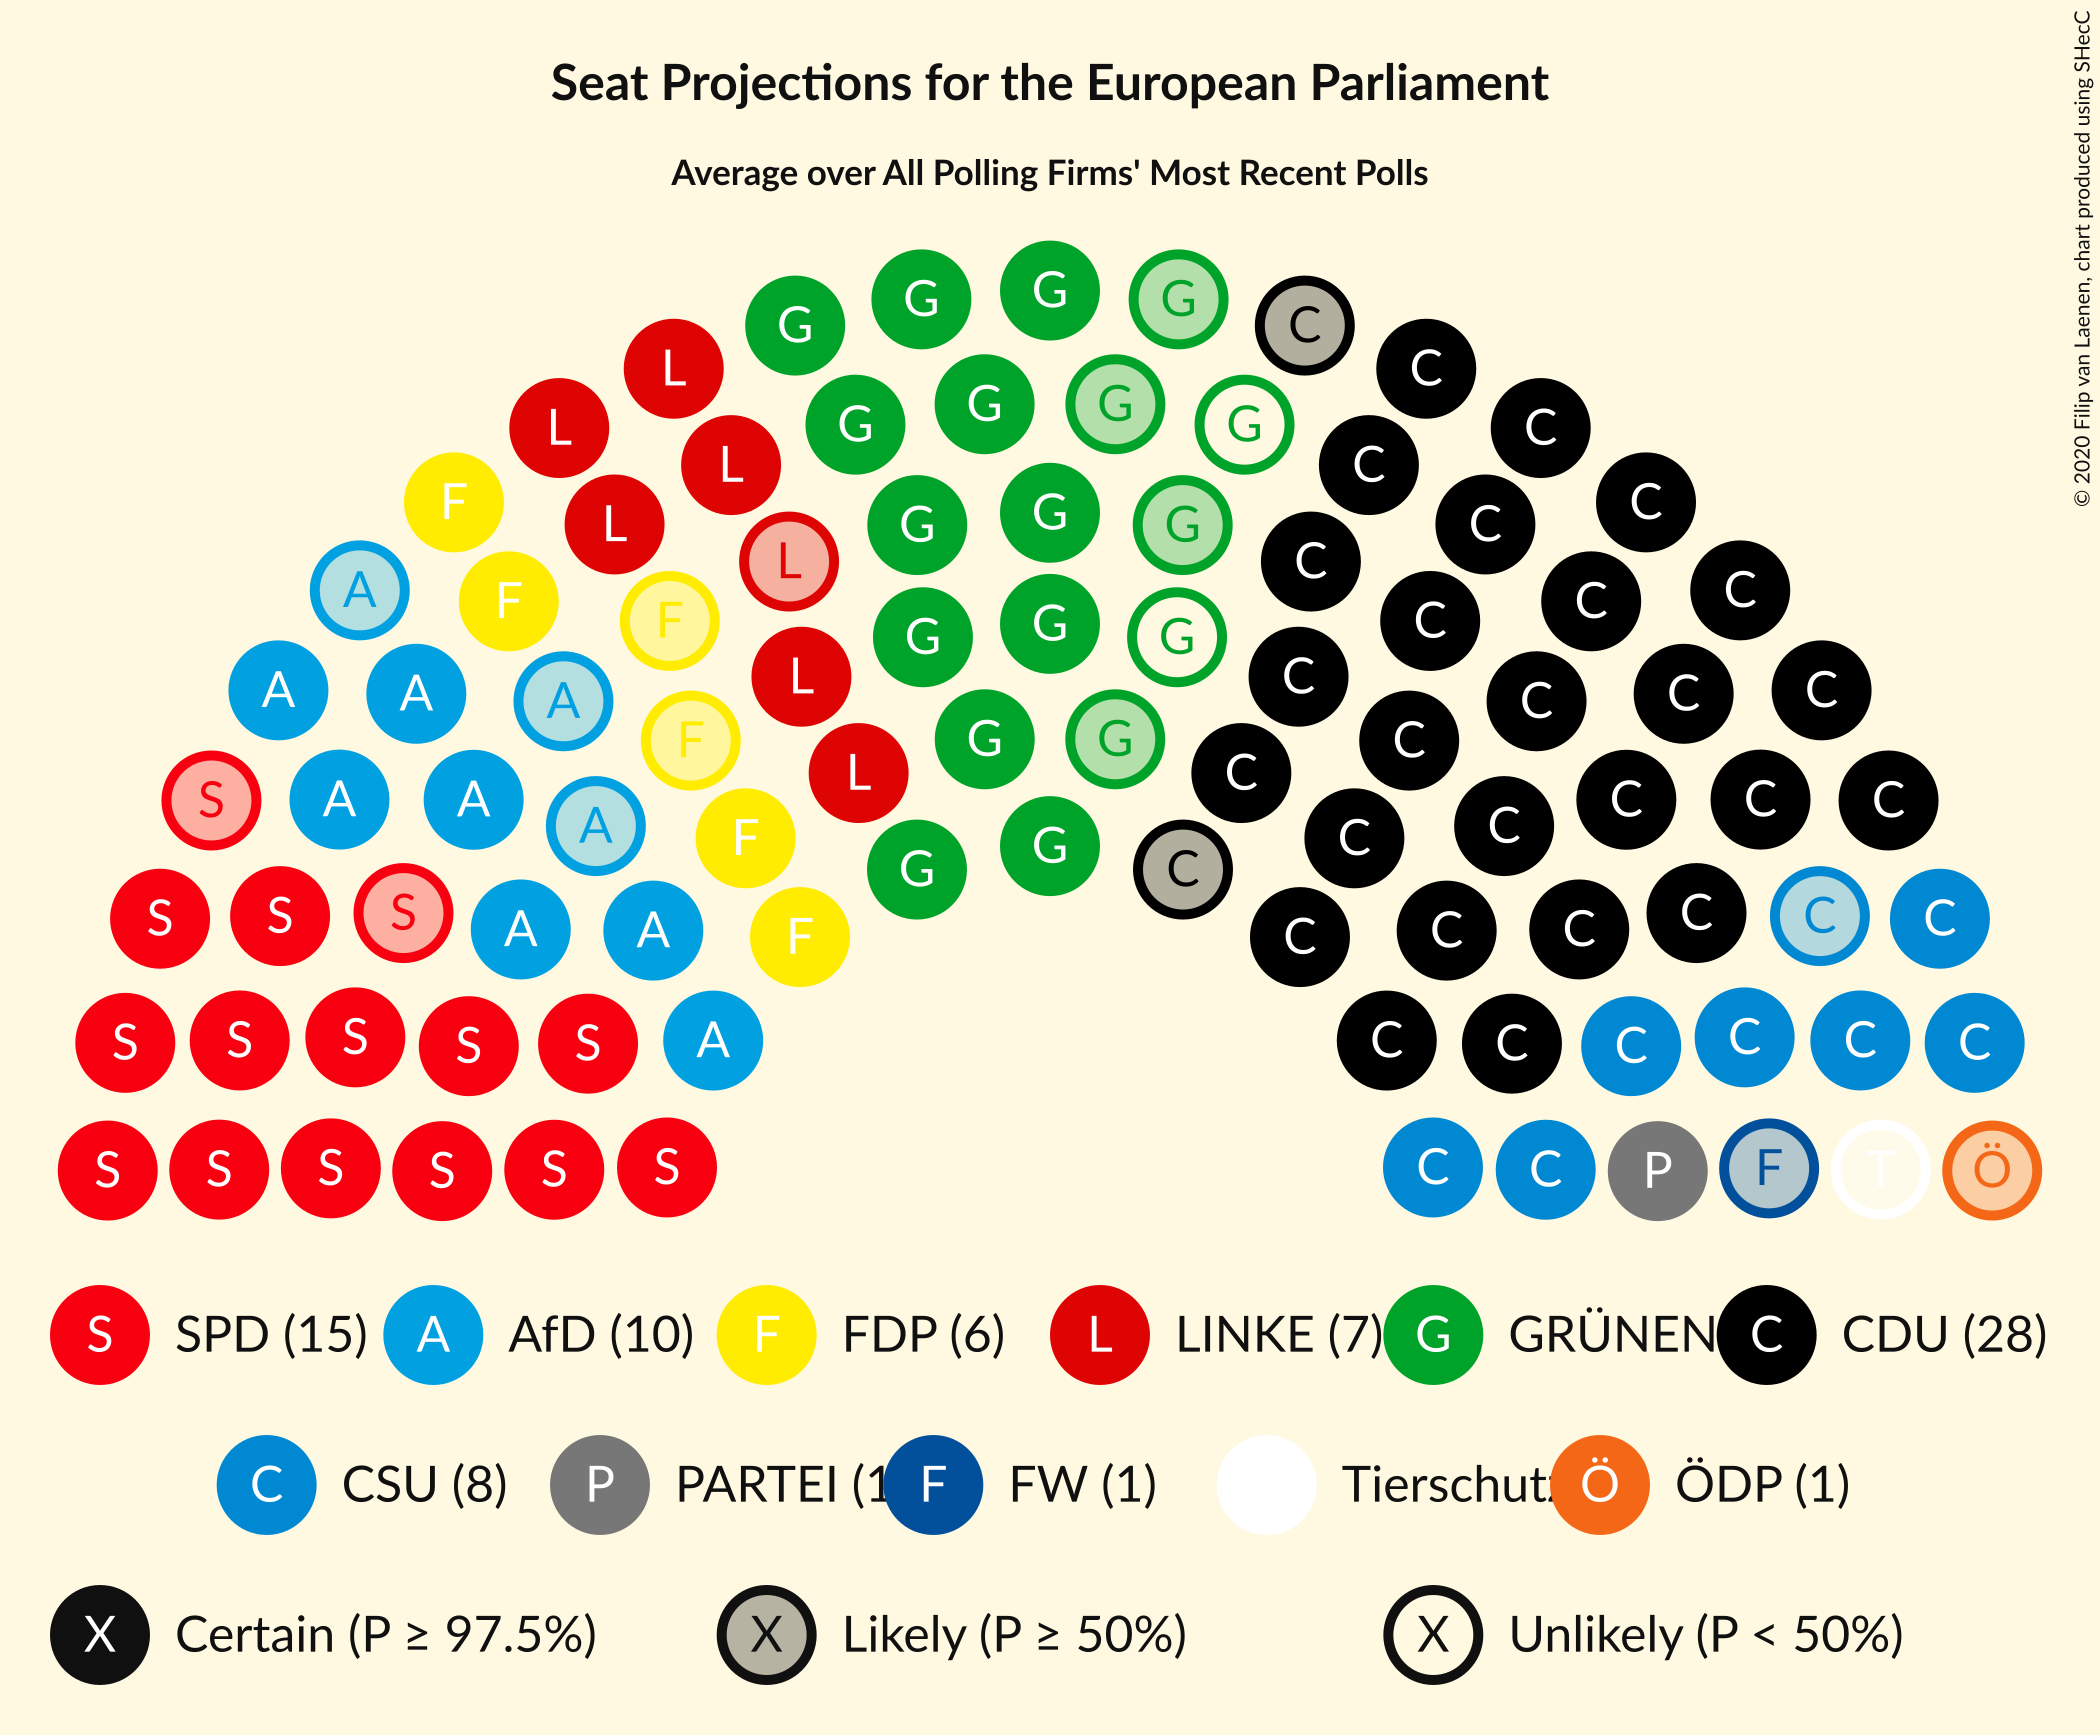 Seat Projections for the European Parliament
Average over All Polling Firms' Most Recent Polls
© 2020 Filip van Laenen, chart produced using SHecC
G G G G C
L G G G G C C
L L G G G C C C
F L L G G G C C C
A F F L G G C C C C
A A A F L C C C C C
S A A A F G G C C C C C C
S S S A A F C C C C C C
S S S S S A C C C C C C
S S S S S S C C P F T Ö
S SPD (15) A AfD (10) F FDP (6) L LINKE (7) G GRÜNEN C CDU (28)
C CSU (8) P PARTEI (1 F FW (1) Tierschutz Ö ÖDP (1)
X Certain (P ≥ 97.5%) X Likely (P ≥ 50%) X Unlikely (P < 50%)